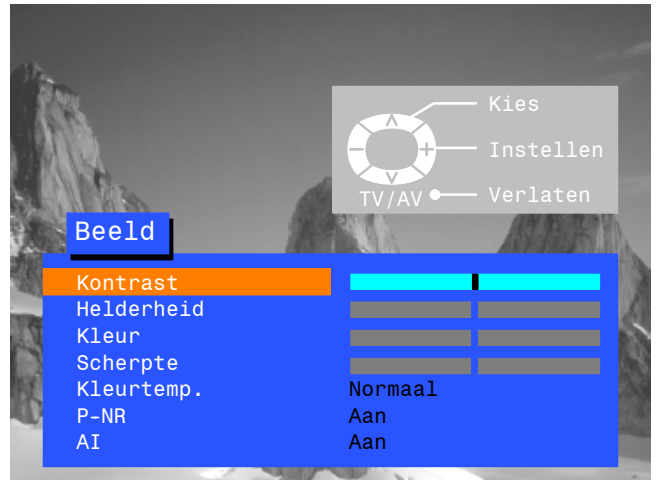 Kies
Instellen
TV/AV Verlaten
Beeld
Kontrast
Helderheid
Kleur
Scherpte
Kleurtemp. Normaal
P-NR Aan
AI Aan